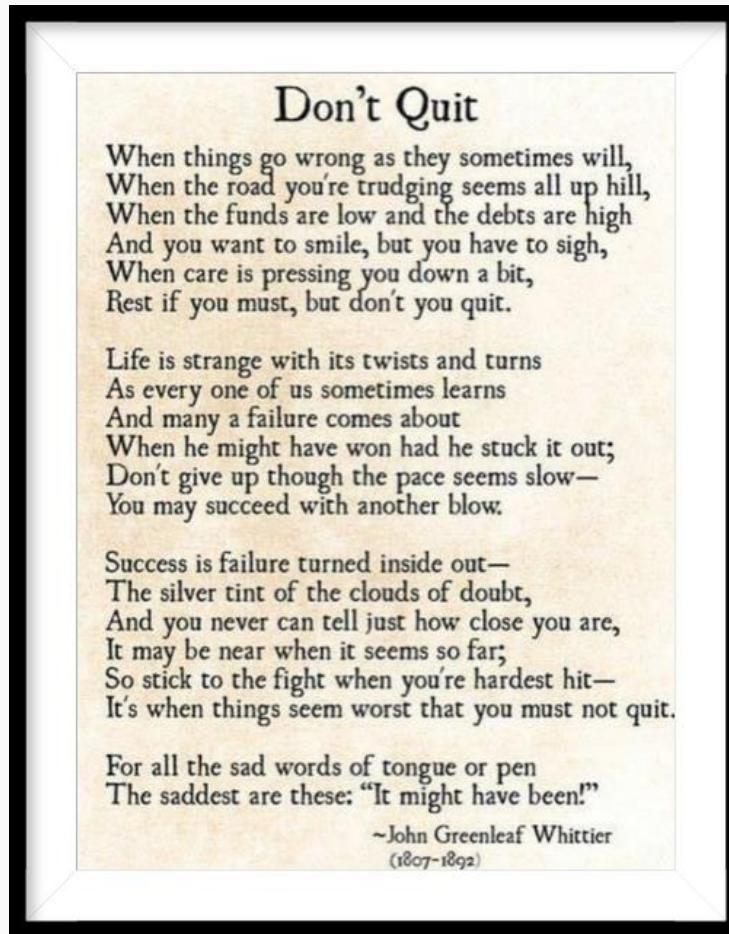 Don't Quit
When things go wrong as they sometimes will,
When the road you're trudging seems all up hill,
When the funds are low and the debts are high
And you want to smile, but you have to sigh,
When care is pressing you down a bit,
Rest if you must, but don't you quit.
Life is strange with its twists and turns
As every one of us sometimes learns
And many a failure comes about
When he might have won had he stuck it out;
Don't give up though the pace seems slow—
You may succeed with another blow.
Success is failure turned inside out—
The silver tint of the clouds of doubt,
And you never can tell just how close you are,
It may be near when it seems so far;
So stick to the fight when you're hardest hit—
It's when things seem worst that you must not quit.
For all the sad words of tongue or pen
The saddest are these: “It might have been!”
~John Greenleaf Whittier
(1807-1892)